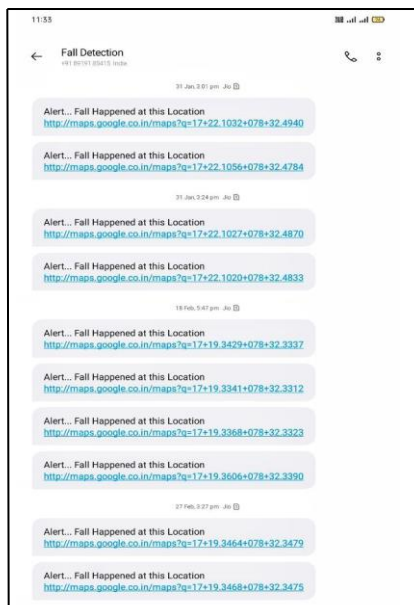 11:33
Fall Detection
31 Jan, 3:01 pm Jio
Alert... Fall Happened at this Location
http://maps.google.co.in/maps?q=17+22.1032+078+32.4940
Alert... Fall Happened at this Location
http://maps.google.co.in/maps?q=17+22.1056+078+32.4784
31 Jan, 3:24 pm Jio
Alert... Fall Happened at this Location
http://maps.google.co.in/maps?q=17+22.1027+078+32.4870
Alert... Fall Happened at this Location
http://maps.google.co.in/maps?q=17+22.1020+078+32.4833
18 Feb, 5:47 pm Jio
Alert... Fall Happened at this Location
http://maps.google.co.in/maps?q=17+19.3429+078+32.3337
Alert... Fall Happened at this Location
http://maps.google.co.in/maps?q=17+19.3341+078+32.3312
Alert... Fall Happened at this Location
http://maps.google.co.in/maps?q=17+19.3368+078+32.3323
Alert... Fall Happened at this Location
http://maps.google.co.in/maps?q=17+19.3606+078+32.3390
27 Feb, 3:37 pm Jio
Alert... Fall Happened at this Location
http://maps.google.co.in/maps?q=17+19.3464+078+32.3479
Alert... Fall Happened at this Location
http://maps.google.co.in/maps?q=17+19.3468+078+32.3475